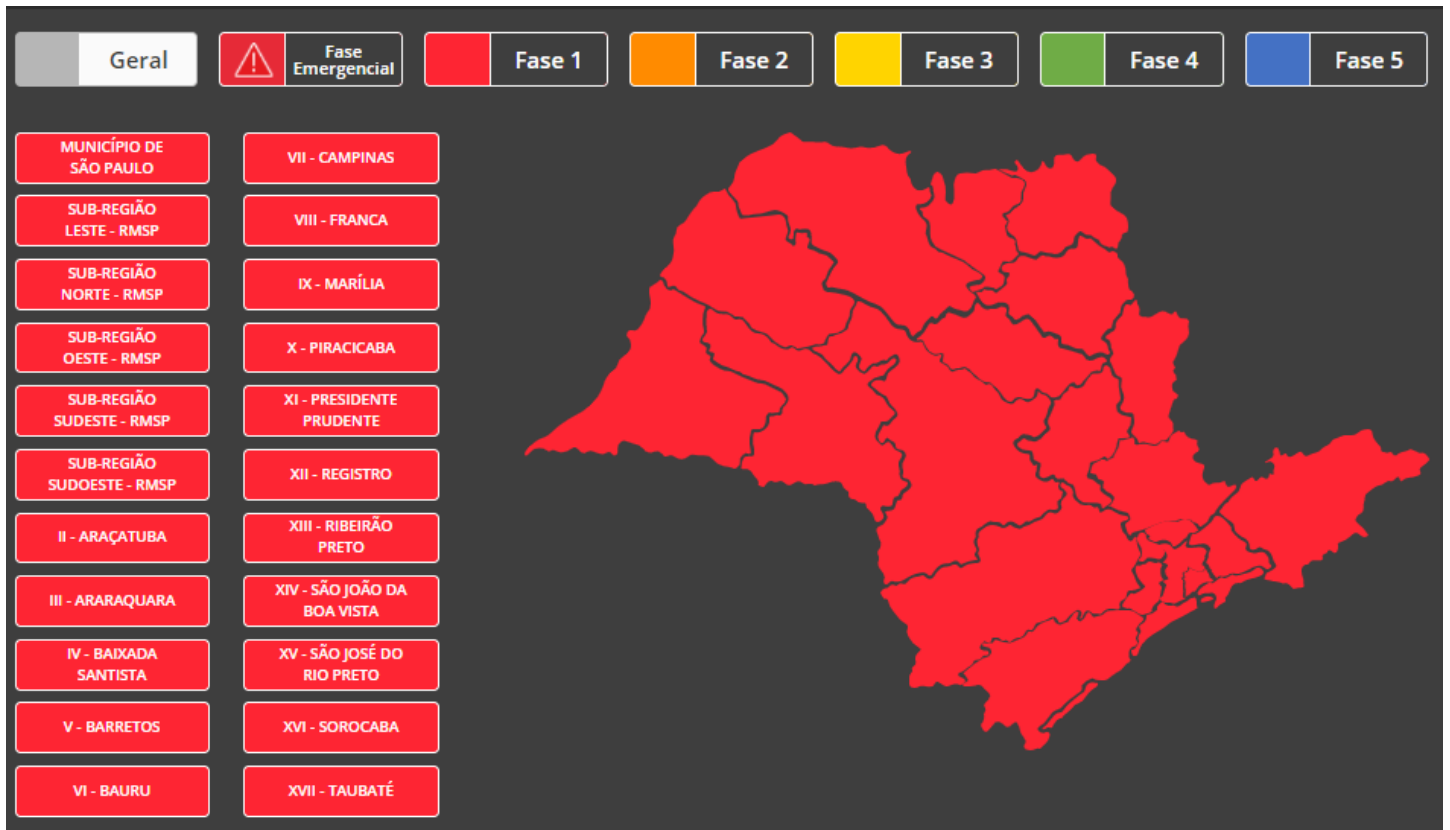 Geral
Fase
Emergencial
Fase 1
Fase 2
Fase 3
Fase 4
Fase 5
MUNICÍPIO DE
SÃO PAULO
SUB-REGIÃO
LESTE - RMSP
SUB-REGIÃO
NORTE - RMSP
SUB-REGIÃO
OESTE - RMSP
SUB-REGIÃO
SUDESTE - RMSP
SUB-REGIÃO
SUDOESTE - RMSP
II - ARAÇATUBA
III - ARARAQUARA
IV - BAIXADA
SANTISTA
V - BARRETOS
VI - BAURU
VII - CAMPINAS
VIII - FRANCA
IX - MARÍLIA
X - PIRACICABA
XI - PRESIDENTE
PRUDENTE
XII - REGISTRO
XIII - RIBEIRÃO
PRETO
XIV - SÃO JOÃO DA
BOA VISTA
XV - SÃO JOSÉ DO
RIO PRETO
XVI - SOROCABA
XVII - TAUBATÉ